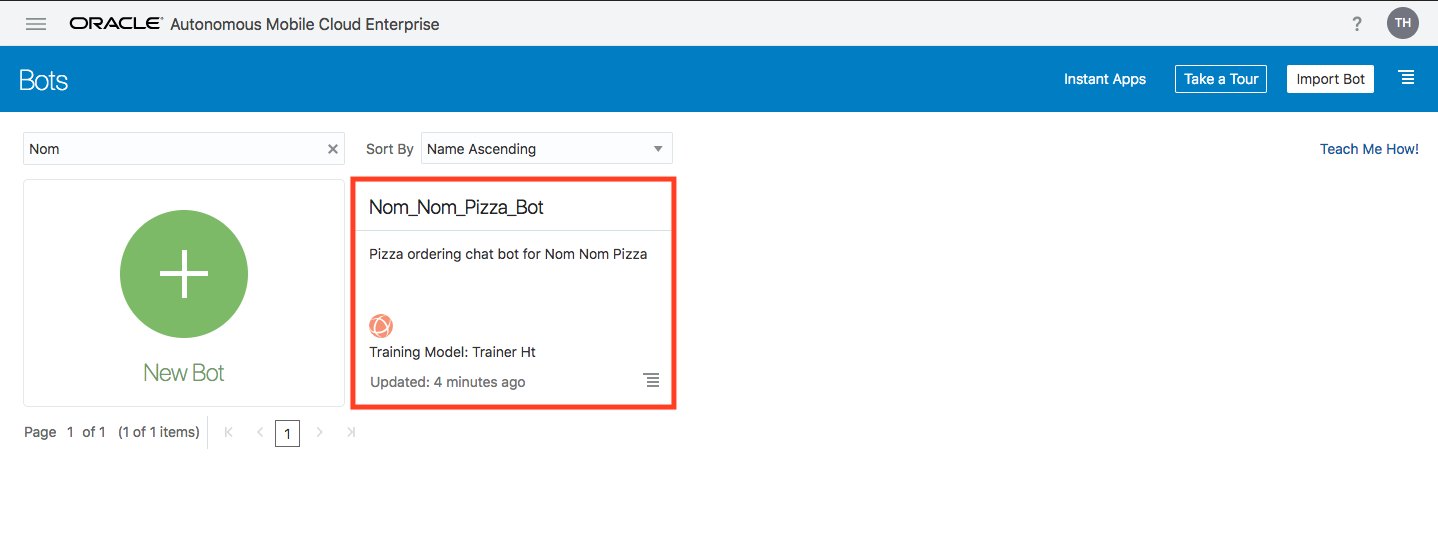 ORACLE® Autonomous Mobile Cloud Enterprise ? TH
Bots Instant Apps Take a Tour Import Bot
Nom × Sort By Name Ascending Teach Me How!
Nom_Nom_Pizza_Bot
Pizza ordering chat bot for Nom Nom Pizza
Training Model: Trainer Ht
New Bot
Updated: 4 minutes ago
Page 1 of 1 (1 of 1 items) 1